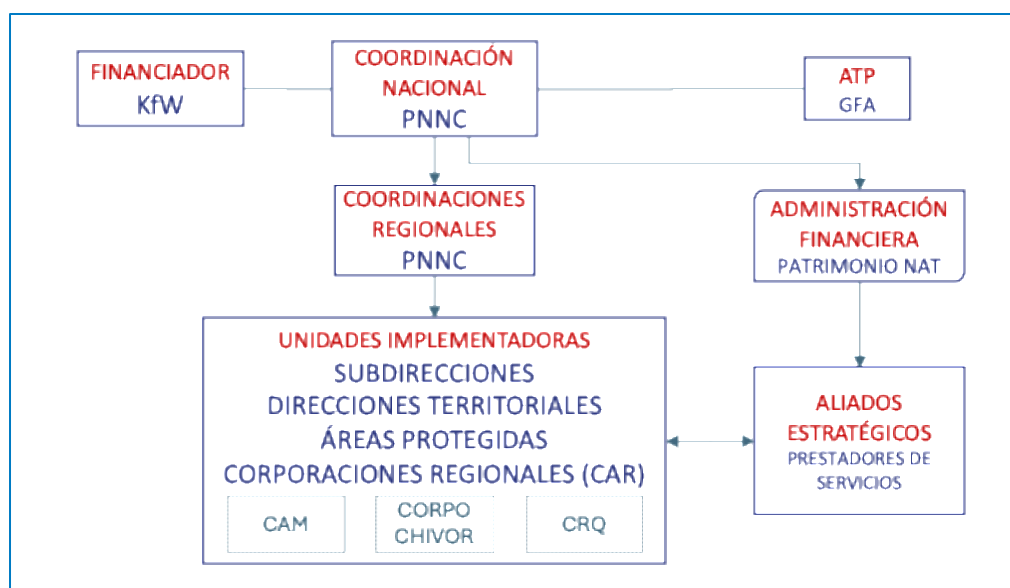 FINANCIADOR
KfW
COORDINACIÓN
NACIONAL
PNNC
ATP
GFA
COORDINACIONES
REGIONALES
PNNC
ADMINISTRACIÓN
FINANCIERA
PATRIMONIO NAT
UNIDADES IMPLEMENTADORAS
SUBDIRECCIONES
DIRECCIONES TERRITORIALES
ÁREAS PROTEGIDAS
CORPORACIONES REGIONALES (CAR)
CAM
CORPO
CHIVOR
CRQ
ALIADOS
ESTRATÉGICOS
PRESTADORES DE
SERVICIOS